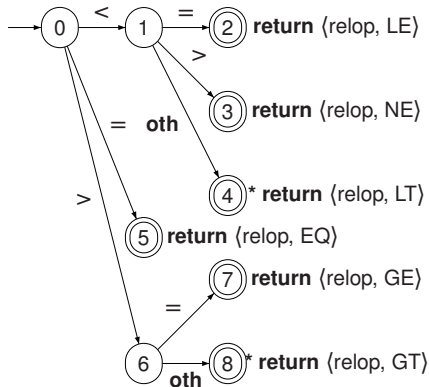 0 < 1 = 2 return ⟨relop, LE⟩
>
3 return ⟨relop, NE⟩
= oth
4 * return ⟨relop, LT⟩
>
5 return ⟨relop, EQ⟩
7 return ⟨relop, GE⟩
=
6 oth 8 * return ⟨relop, GT⟩